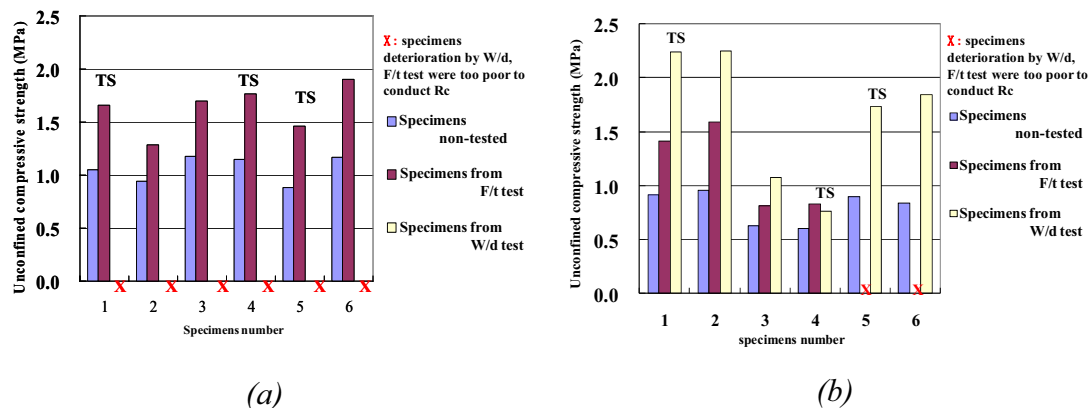 Unconfined compressive strength (MPa)
2.5
2.0
1.5
1.0
0.5
0.0
TS
TS
TS
X X X X X X
1 2 3 4 5 6
Specimens number
X: specimens
deterioration by W/d,
F/t test were too poor to
conduct Rc
Specimens
non-tested
Specimens from
F/t test
Specimens from
W/d test
(a)
Unconfined compressive strength (MPa)
2.5
2.0
1.5
1.0
0.5
0.0
TS
TS
TS
X X
1 2 3 4 5 6
specimens number
X: specimens
deterioration by W/d,
F/t test were too poor to
conduct Rc
Specimens
non-tested
Specimens from
F/t test
Specimens from
W/d test
(b)